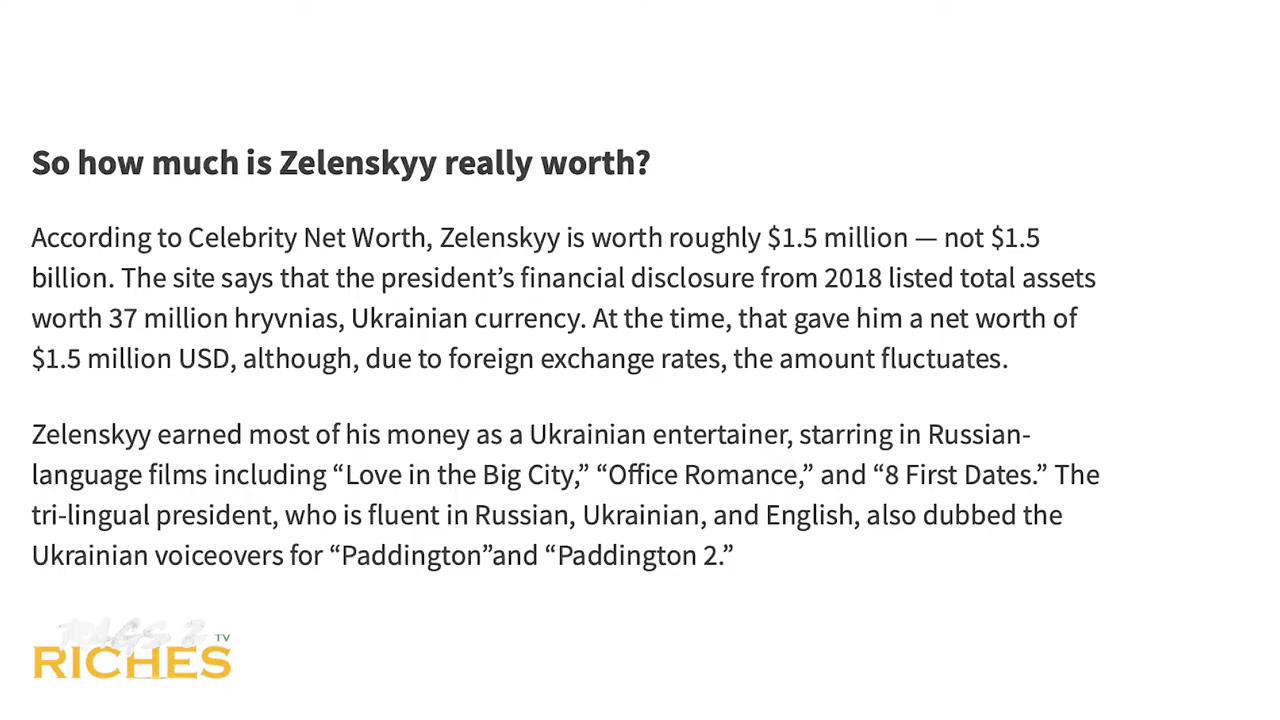 So how much is Zelenskyy really worth?
According to Celebrity Net Worth, Zelenskyy is worth roughly $1.5 million — not $1.5
billion. The site says that the president’s financial disclosure from 2018 listed total assets
worth 37 million hryvnias, Ukrainian currency. At the time, that gave him a net worth of
$1.5 million USD, although, due to foreign exchange rates, the amount fluctuates.
Zelenskyy earned most of his money as a Ukrainian entertainer, starring in Russian-
language films including “Love in the Big City,” “Office Romance,” and “8 First Dates.” The
tri-lingual president, who is fluent in Russian, Ukrainian, and English, also dubbed the
Ukrainian voiceovers for “Paddington”and “Paddington 2.”
RAGS 2 TV
RICHES